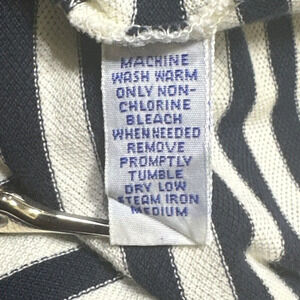 MACHINE
WASH WARM
ONLY NON-
CHLORINE
BLEACH
WHEN NEEDED
REMOVE
PROMPTLY
TUMBLE
DRY LOW
STEAM IRON
MEDIUM